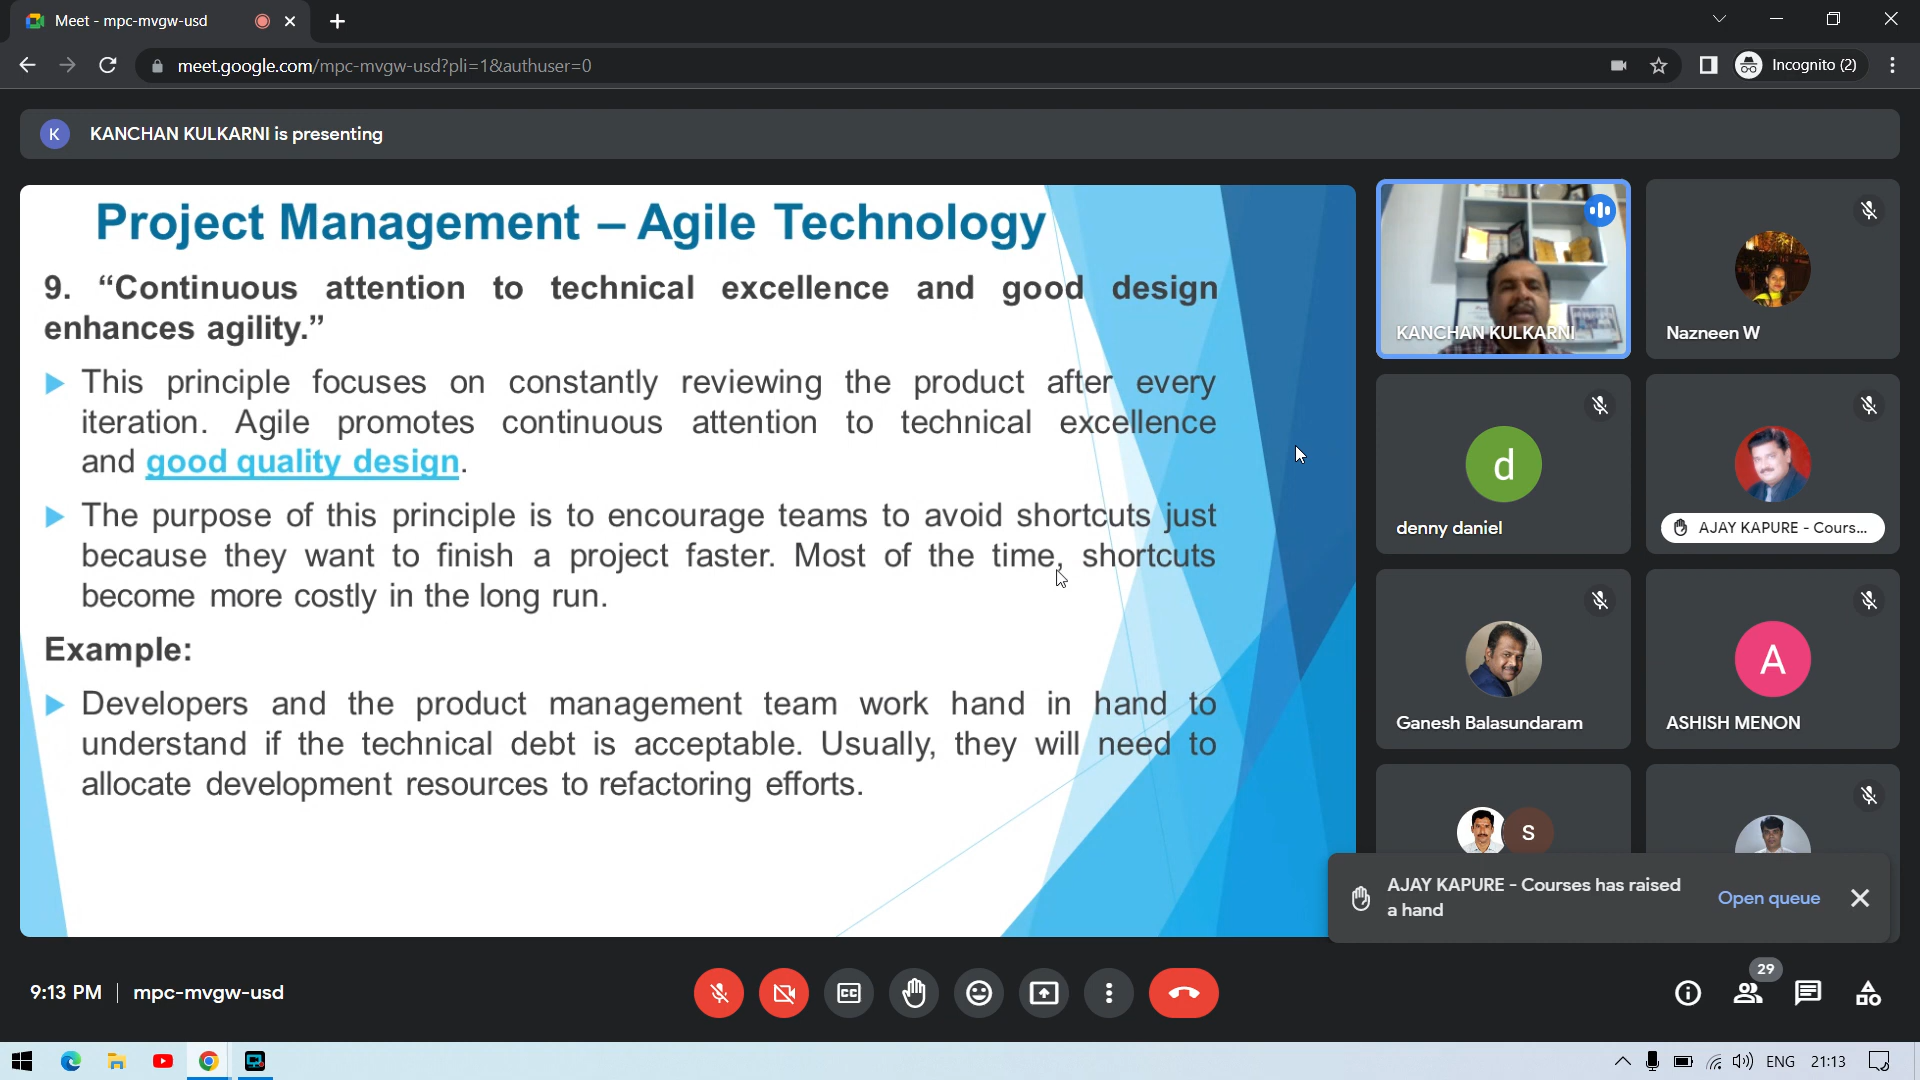 Meet - mpc-mvgw-usd
meet.google.com/mpc-mvgw-usd?pli=1&authuser=0
Incognito (2)
K
KANCHAN KULKARNI is presenting
Project Management – Agile Technology
9. “Continuous attention to technical excellence and good design
enhances agility.”
This principle focuses on constantly reviewing the product after every
iteration. Agile promotes continuous attention to technical excellence
and good quality design.
The purpose of this principle is to encourage teams to avoid shortcuts just
because they want to finish a project faster. Most of the time, shortcuts
become more costly in the long run.
Example:
Developers and the product management team work hand in hand to
understand if the technical debt is acceptable. Usually, they will need to
allocate development resources to refactoring efforts.
KANCHAN KULKARNI
Nazneen W
d
denny daniel
AJAY KAPURE - Cours...
Ganesh Balasundaram
A
ASHISH MENON
S
AJAY KAPURE - Courses has raised
a hand
Open queue
9:13 PM | mpc-mvgw-usd
CC
29
ENG
21:13